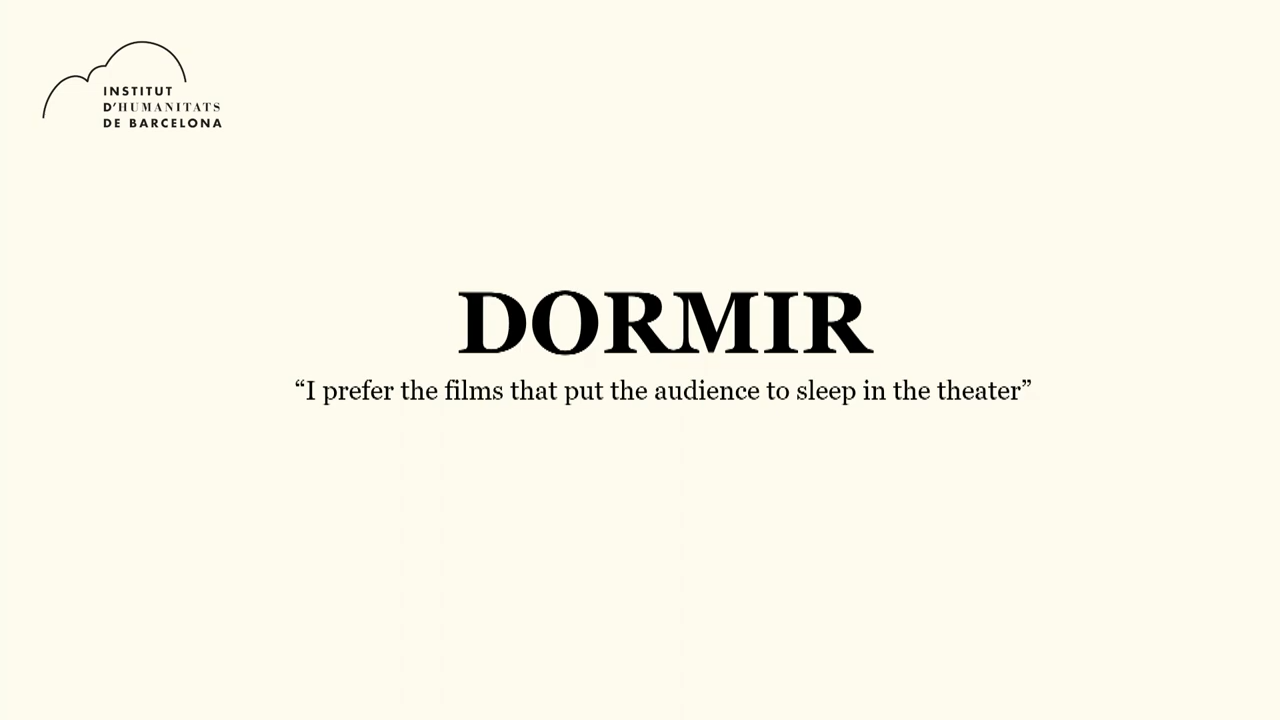 INSTITUT
D'HUMANITATS
DE BARCELONA
DORMIR
“I prefer the films that put the audience to sleep in the theater”